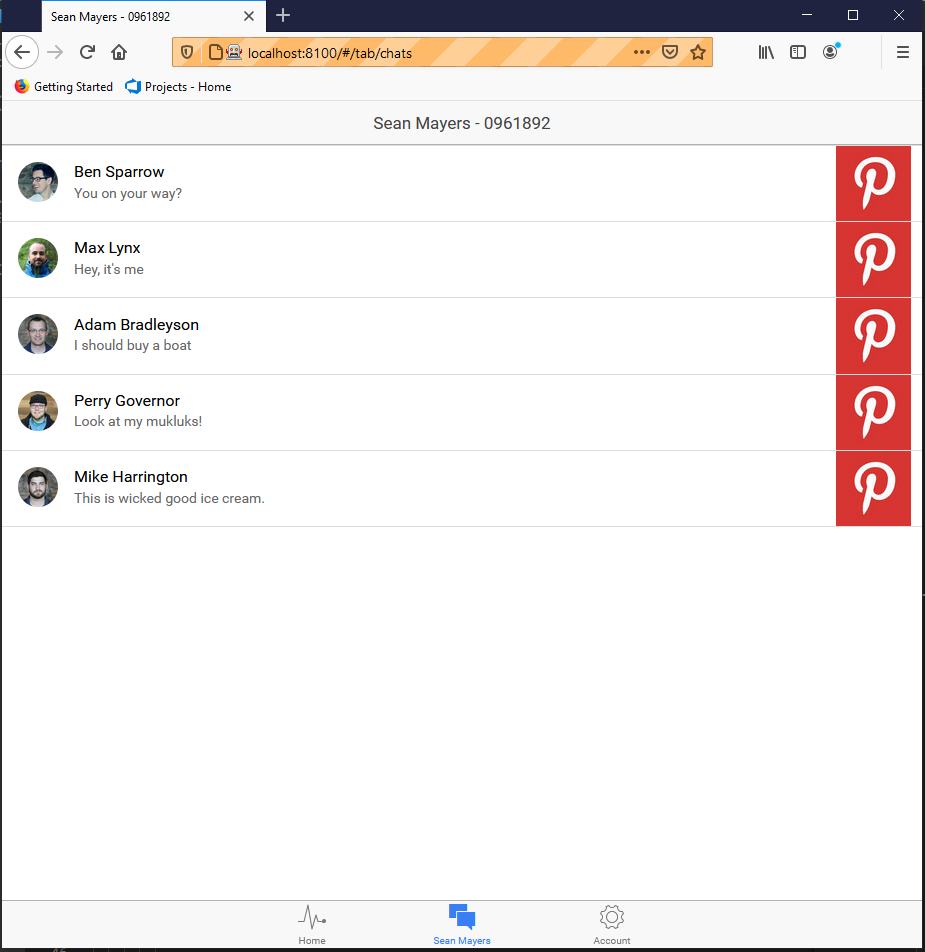 Sean Mayers - 0961892
localhost:8100/#/tab/chats
Getting Started
Projects - Home
Sean Mayers - 0961892
Ben Sparrow
You on your way?
Max Lynx
Hey, it's me
Adam Bradleyson
I should buy a boat
Perry Governor
Look at my mukluks!
Mike Harrington
This is wicked good ice cream.
Home
Sean Mayers
Account